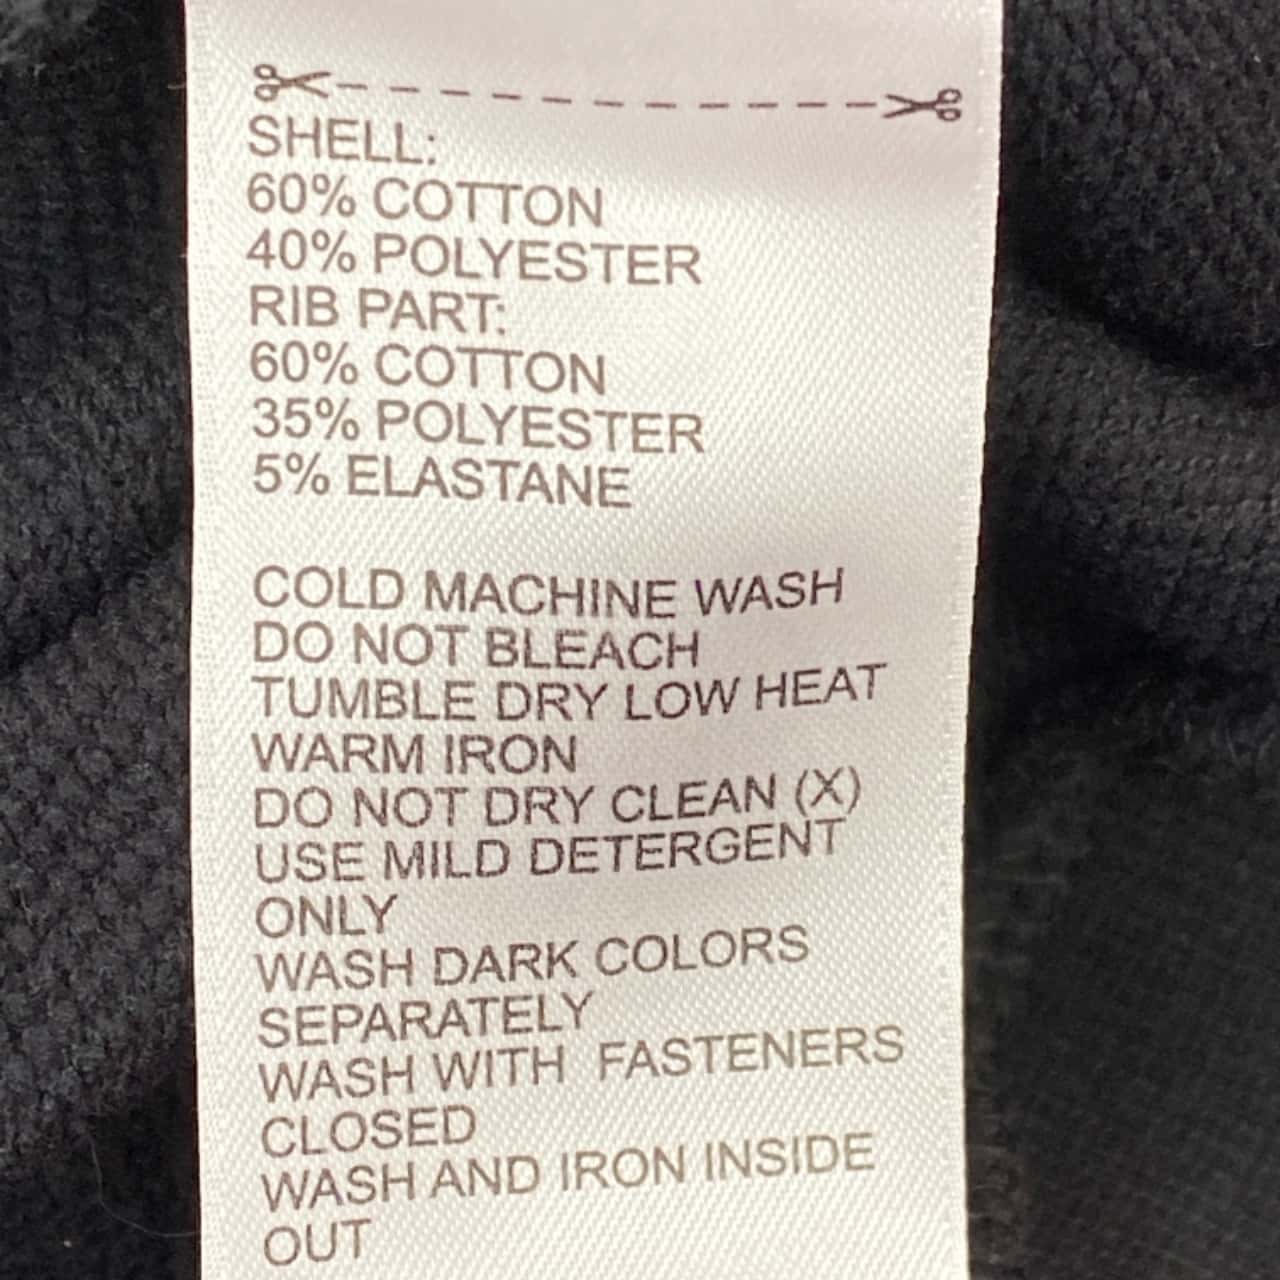 SHELL:
60% COTTON
40% POLYESTER
RIB PART:
60% COTTON
35% POLYESTER
5% ELASTANE
COLD MACHINE WASH
DO NOT BLEACH
TUMBLE DRY LOW HEAT
WARM IRON
DO NOT DRY CLEAN (X)
USE MILD DETERGENT
ONLY
WASH DARK COLORS
SEPARATELY
WASH WITH FASTENERS
CLOSED
WASH AND IRON INSIDE
OUT